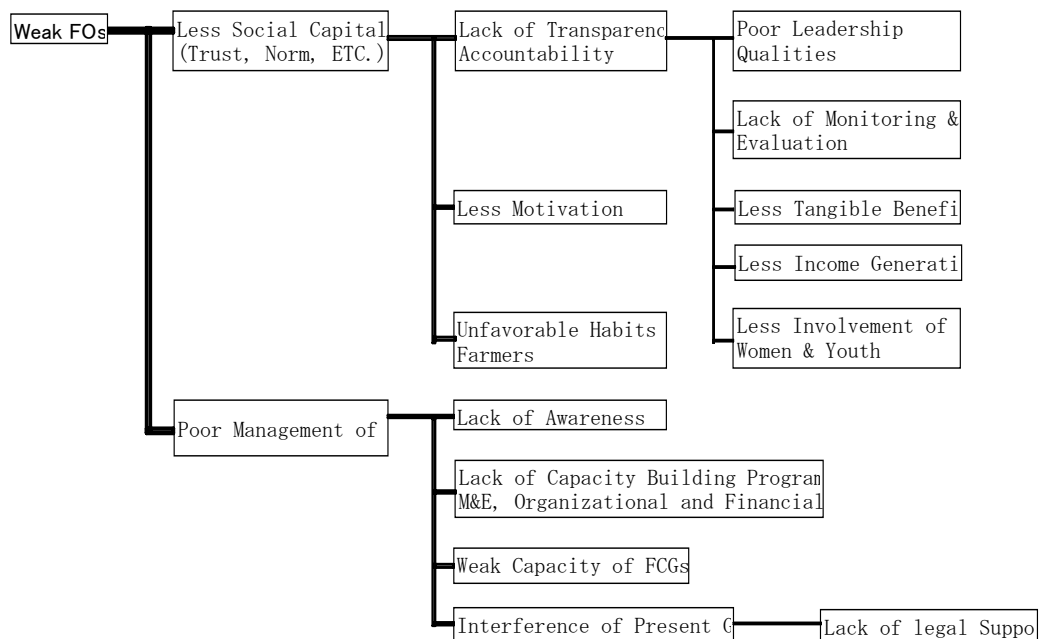 Weak FOs
Less Social Capital
(Trust, Norm, ETC.)
Lack of Transparenc
Accountability
Poor Leadership
Qualities
Lack of Monitoring &
Evaluation
Less Motivation
Less Tangible Benefi
Less Income Generati
Unfavorable Habits
Farmers
Less Involvement of
Women & Youth
Poor Management of
Lack of Awareness
Lack of Capacity Building Program
M&E, Organizational and Financial
Weak Capacity of FCGs
Interference of Present G
Lack of legal Suppo